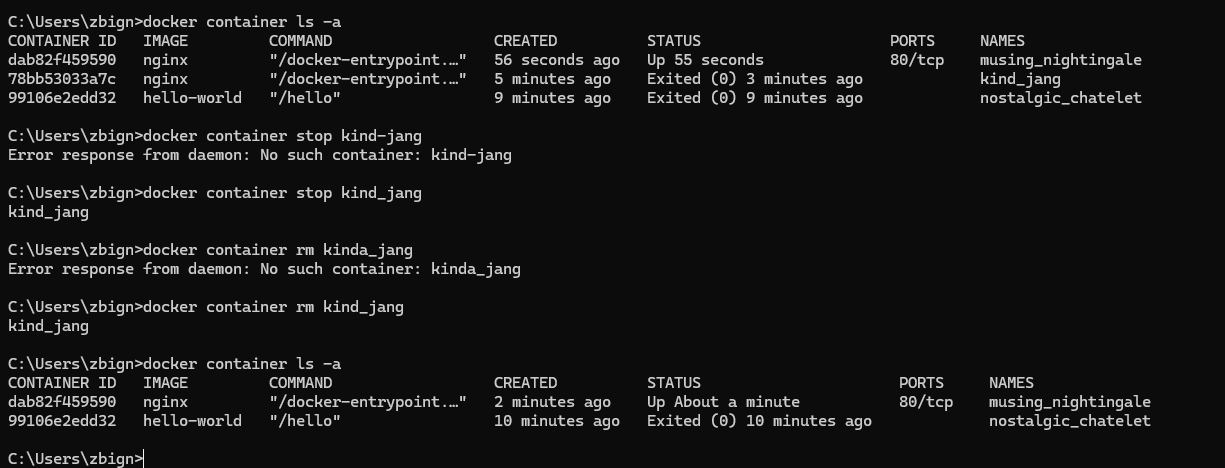 C:\Users\zbign>docker container ls -a
CONTAINER ID   IMAGE         COMMAND                  CREATED          STATUS                     PORTS     NAMES
dab82f459590   nginx         "/docker-entrypoint.…"   56 seconds ago   Up 55 seconds              80/tcp    musing_nightingale
78bb53033a7c   nginx         "/docker-entrypoint.…"   5 minutes ago    Exited (0) 3 minutes ago             kind_jang
99106e2edd32   hello-world   "/hello"                 9 minutes ago    Exited (0) 9 minutes ago             nostalgic_chatelet
C:\Users\zbign>docker container stop kind-jang
Error response from daemon: No such container: kind-jang
C:\Users\zbign>docker container stop kind_jang
kind_jang
C:\Users\zbign>docker container rm kinda_jang
Error response from daemon: No such container: kinda_jang
C:\Users\zbign>docker container rm kind_jang
kind_jang
C:\Users\zbign>docker container ls -a
CONTAINER ID   IMAGE         COMMAND                  CREATED          STATUS                      PORTS     NAMES
dab82f459590   nginx         "/docker-entrypoint.…"   2 minutes ago    Up About a minute           80/tcp    musing_nightingale
99106e2edd32   hello-world   "/hello"                 10 minutes ago   Exited (0) 10 minutes ago             nostalgic_chatelet
C:\Users\zbign>